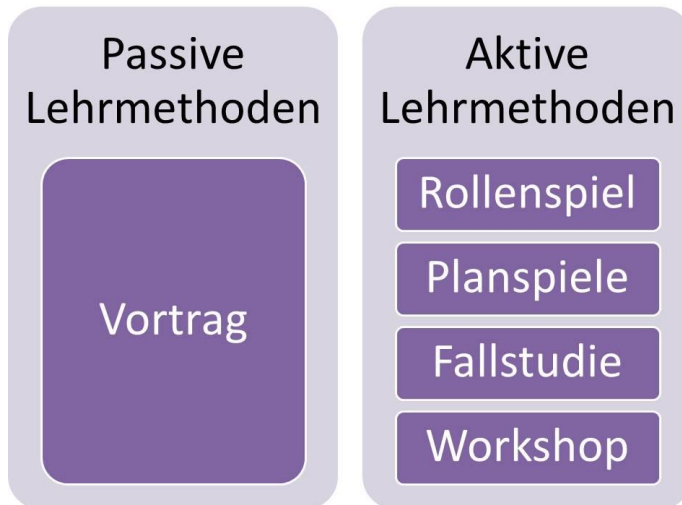 Passive
Lehrmethoden
Vortrag
Aktive
Lehrmethoden
Rollenspiel
Planspiele
Fallstudie
Workshop